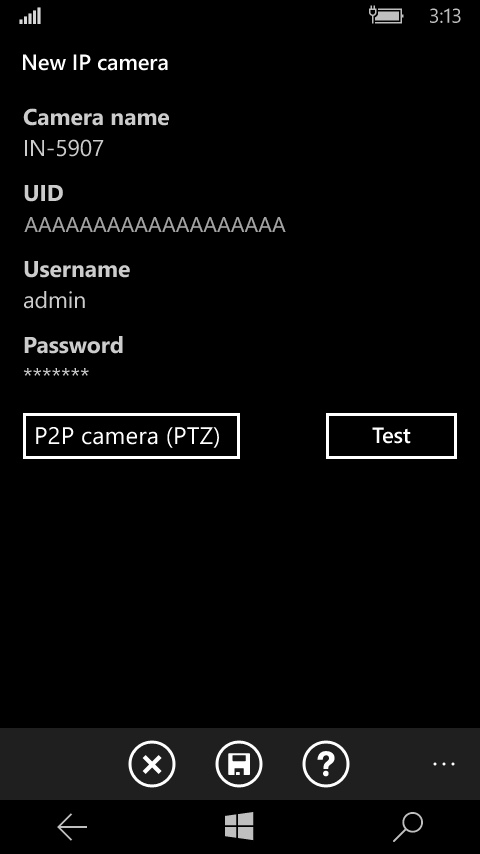 3:13
New IP camera
Camera name
IN-5907
UID
AAAAAAAAAAAAAAAAAAA
Username
admin
Password
*******
P2P camera (PTZ)
Test